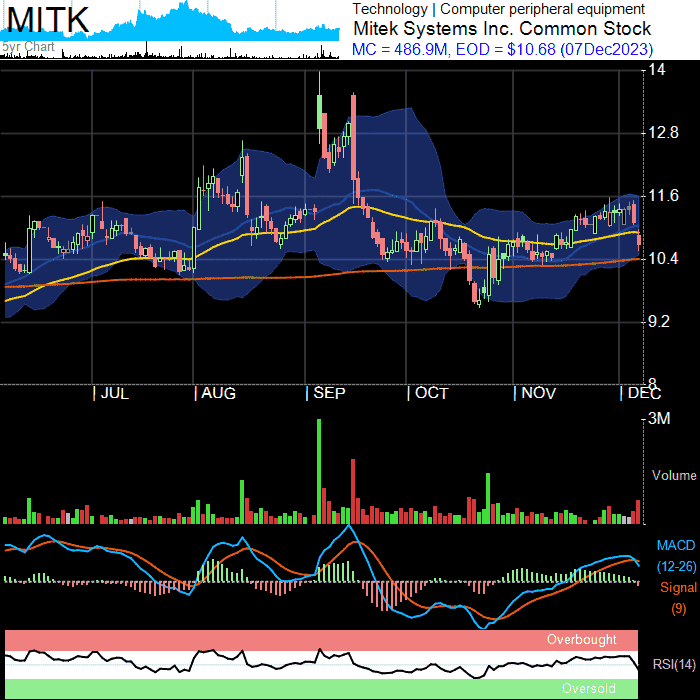 MITK
5yr Chart
Technology | Computer peripheral equipment
Mitek Systems Inc. Common Stock
MC = 486.9M, EOD = $10.68 (07Dec2023)
14
12.8
11.6
10.4
9.2
8
| JUL | AUG | SEP | OCT | NOV | DEC
3M
Volume
MACD
(12-26)
Signal
(9)
Overbought
RSI(14)
Oversold